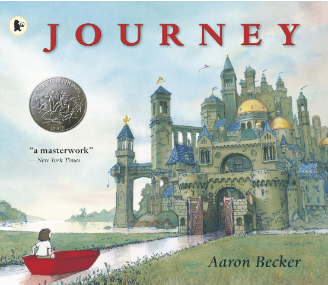 JOURNEY
"a masterwork"
— New York Times
Aaron Becker